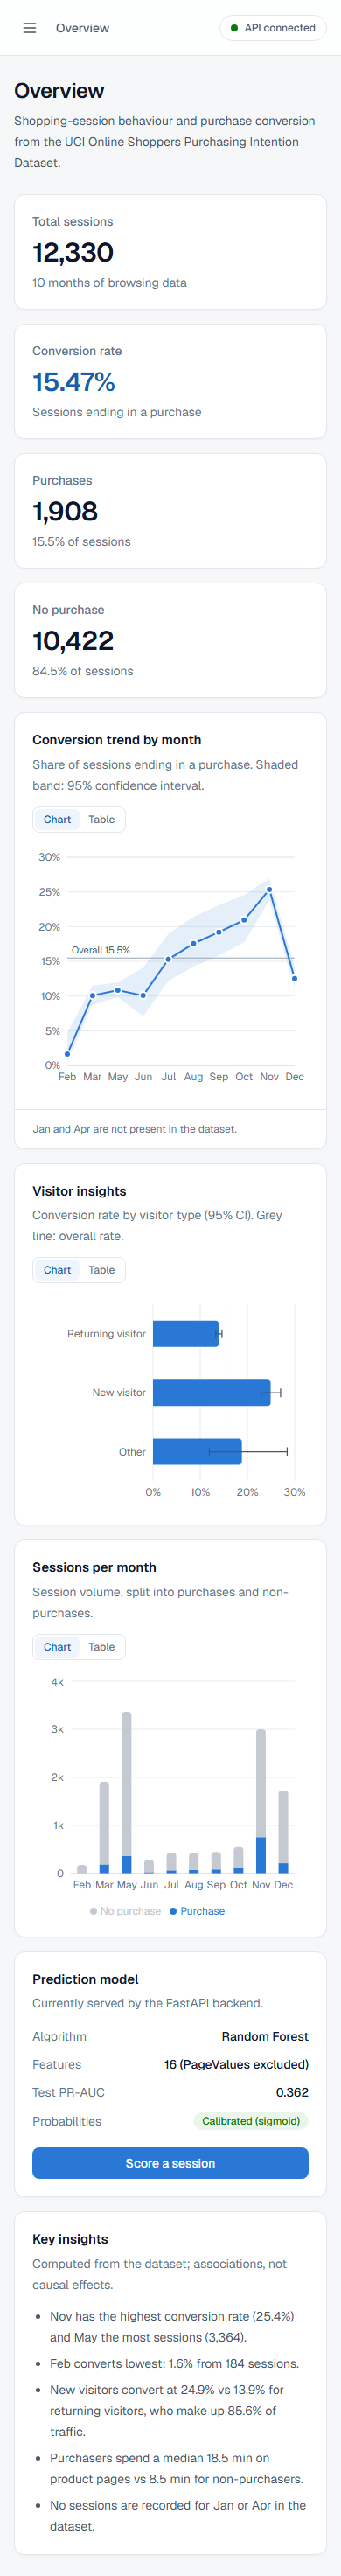 Overview
API connected
Overview
Shopping-session behaviour and purchase conversion
from the UCI Online Shoppers Purchasing Intention
Dataset.
Total sessions
12,330
10 months of browsing data
Conversion rate
15.47%
Sessions ending in a purchase
Purchases
1,908
15.5% of sessions
No purchase
10,422
84.5% of sessions
Conversion trend by month
Share of sessions ending in a purchase. Shaded
band: 95% confidence interval.
Chart Table
30%
25%
20%
Overall 15.5%
15%
10%
5%
0%
Feb Mar May Jun Jul Aug Sep Oct Nov Dec
Jan and Apr are not present in the dataset.
Visitor insights
Conversion rate by visitor type (95% CI). Grey
line: overall rate.
Chart Table
Returning visitor
New visitor
Other
0% 10% 20% 30%
Sessions per month
Session volume, split into purchases and non-
purchases.
Chart Table
4k
3k
2k
1k
0
Feb Mar May Jun Jul Aug Sep Oct Nov Dec
No purchase Purchase
Prediction model
Currently served by the FastAPI backend.
Algorithm Random Forest
Features 16 (PageValues excluded)
Test PR-AUC 0.362
Probabilities Calibrated (sigmoid)
Score a session
Key insights
Computed from the dataset; associations, not
causal effects.
• Nov has the highest conversion rate (25.4%)
and May the most sessions (3,364).
• Feb converts lowest: 1.6% from 184 sessions.
• New visitors convert at 24.9% vs 13.9% for
returning visitors, who make up 85.6% of
traffic.
• Purchasers spend a median 18.5 min on
product pages vs 8.5 min for non-purchasers.
• No sessions are recorded for Jan or Apr in the
dataset.